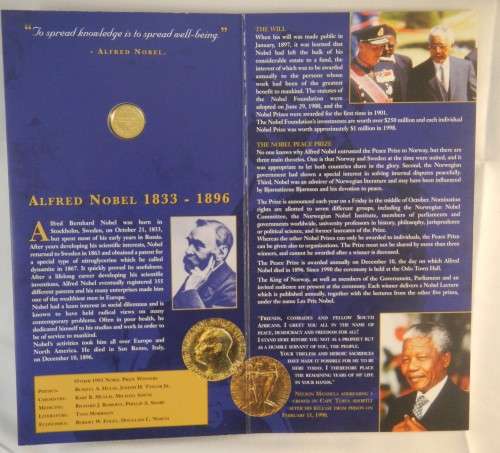 "To spread knowledge is to spread well-being."
- ALFRED NOBEL.
ALFRED NOBEL 1833 - 1896
Alfred Bernhard Nobel was born in
Stockholm, Sweden, on October 21, 1833,
but spent most of his early years in Russia.
After years developing his scientific interests, Nobel
returned to Sweden in 1863 and obtained a patent for
a special type of nitroglycerine which he called
dynamite in 1867. It quickly proved its usefulness.
After a lifelong career developing his scientific
inventions, Alfred Nobel eventually registered 355
different patents and his many enterprises made him
one of the wealthiest men in Europe.
Nobel had a keen interest in social dilemmas and is
known to have held radical views on many
contemporary problems. Often in poor health, he
dedicated himself to his studies and work in order to
be of service to mankind.
Nobel's activities took him all over Europe and
North America. He died in San Remo, Italy,
on December 10, 1896.
OTHER 1993 NOBEL PRIZE WINNERS
PHYSICS: RUSSELL A. HULSE, JOSEPH H. TAYLOR JR.
CHEMISTRY: KARY B. MULLIS, MICHAEL SMITH
MEDICINE: RICHARD J. ROBERTS, PHILLIP A. SHARP
LITERATURE: TONI MORRISON
ECONOMICS: ROBERT W. FOGEL, DOUGLASS C. NORTH
THE WILL
When his will was made public in
January, 1897, it was learned that
Nobel had left the bulk of his
considerable estate to a fund, the
interest of which was to be awarded
annually to the persons whose
work had been of the greatest
benefit to mankind. The statutes of
the Nobel Foundation were
adopted on June 29, 1900, and the
Nobel Prizes were awarded for the first time in 1901.
The Nobel Foundation's investments are worth over $250 million and each individual
Nobel Prize was worth approximately $1 million in 1998.
THE NOBEL PEACE PRIZE
No one knows why Alfred Nobel entrusted the Peace Prize to Norway, but there are
three main theories. One is that Norway and Sweden at the time were united, and it
was appropriate to let both countries share in the glory. Second, the Norwegian
government had shown a special interest in solving internal disputes peacefully.
Third, Nobel was an admirer of Norwegian literature and may have been influenced
by Bjørnstjerne Bjørnson and his devotion to peace.
The Prize is announced each year on a Friday in the middle of October. Nomination
rights are allotted to seven different groups, including the Norwegian Nobel
Committee, the Norwegian Nobel Institute, members of parliaments and
governments worldwide, university professors in history, philosophy, jurisprudence
or political science, and former laureates of the Prize.
Whereas the other Nobel Prizes can only be awarded to individuals, the Peace Prize
can be given also to organizations. The Prize must not be shared by more than three
winners, and cannot be awarded after a winner is deceased.
The Peace Prize is awarded annually on December 10, the day on which Alfred
Nobel died in 1896. Since 1990 the ceremony is held at the Oslo Town Hall.
The King of Norway, as well as members of the Government, Parliament and an
invited audience are present at the ceremony. Each winner delivers a Nobel Lecture
which is published annually, together with the lectures from the other five prizes,
under the name Les Prix Nobel.
"FRIENDS, COMRADES AND FELLOW SOUTH
AFRICANS. I GREET YOU ALL IN THE NAME OF
PEACE, DEMOCRACY AND FREEDOM FOR ALL!
I STAND HERE BEFORE YOU NOT AS A PROPHET BUT
AS A HUMBLE SERVANT OF YOU, THE PEOPLE.
YOUR TIRELESS AND HEROIC SACRIFICES
HAVE MADE IT POSSIBLE FOR ME TO BE
HERE TODAY. I THEREFORE PLACE
THE REMAINING YEARS OF MY LIFE
IN YOUR HANDS."
NELSON MANDELA ADDRESSING A
CROWD IN CAPE TOWN SHORTLY
AFTER HIS RELEASE FROM PRISON ON
FEBRUARY 11, 1990.